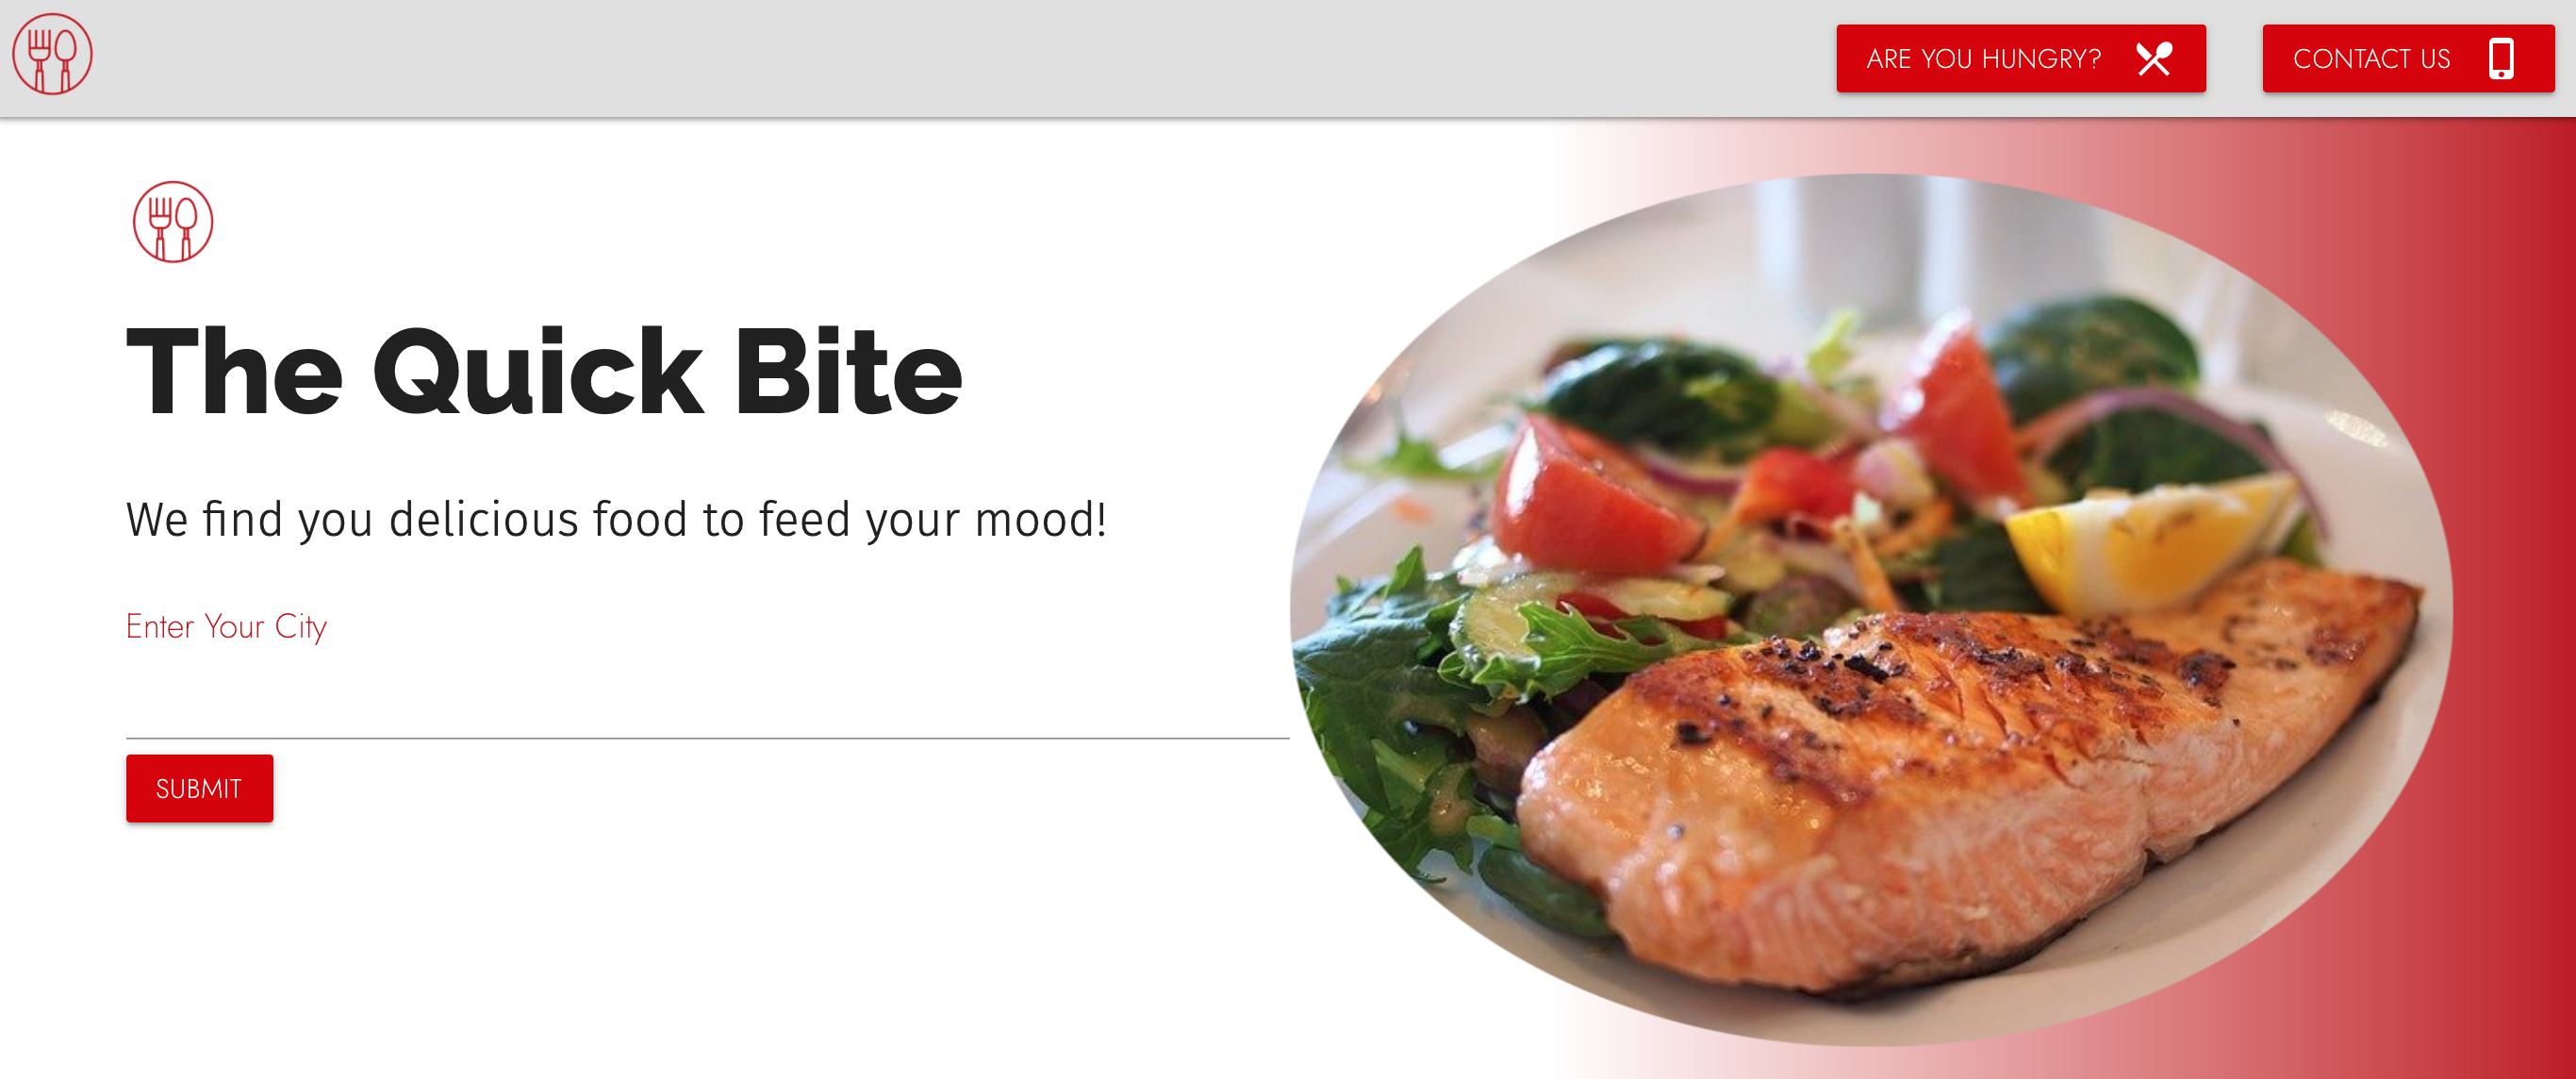 ARE YOU HUNGRY?
CONTACT US
The Quick Bite
We find you delicious food to feed your mood!
Enter Your City
SUBMIT